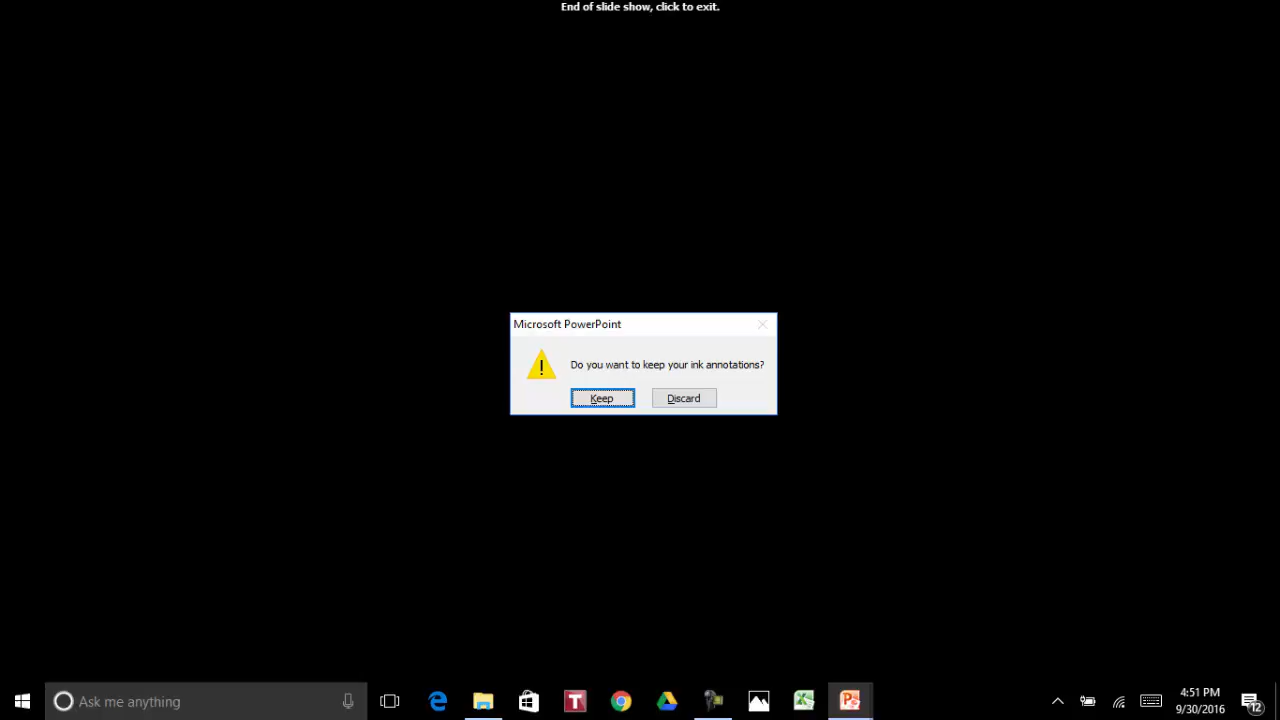 End of slide show, click to exit.
Microsoft PowerPoint
Do you want to keep your ink annotations?
Keep
Discard
Ask me anything
4:51 PM
9/30/2016
12